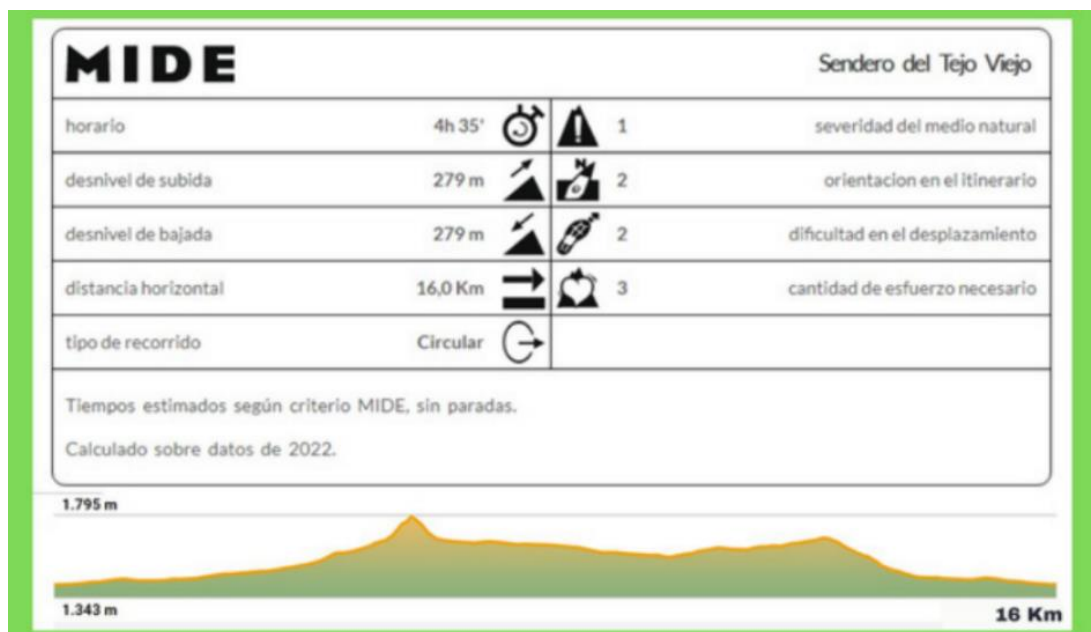 MIDE
Sendero del Tejo Viejo
horario 4h 35' 1 severidad del medio natural
desnivel de subida 279 m N 2 orientacion en el itinerario
desnivel de bajada 279 m 2 dificultad en el desplazamiento
distancia horizontal 16,0 Km 3 cantidad de esfuerzo necesario
tipo de recorrido Circular
Tiempos estimados según criterio MIDE, sin paradas.
Calculado sobre datos de 2022.
1.795 m
1.343 m
16 Km